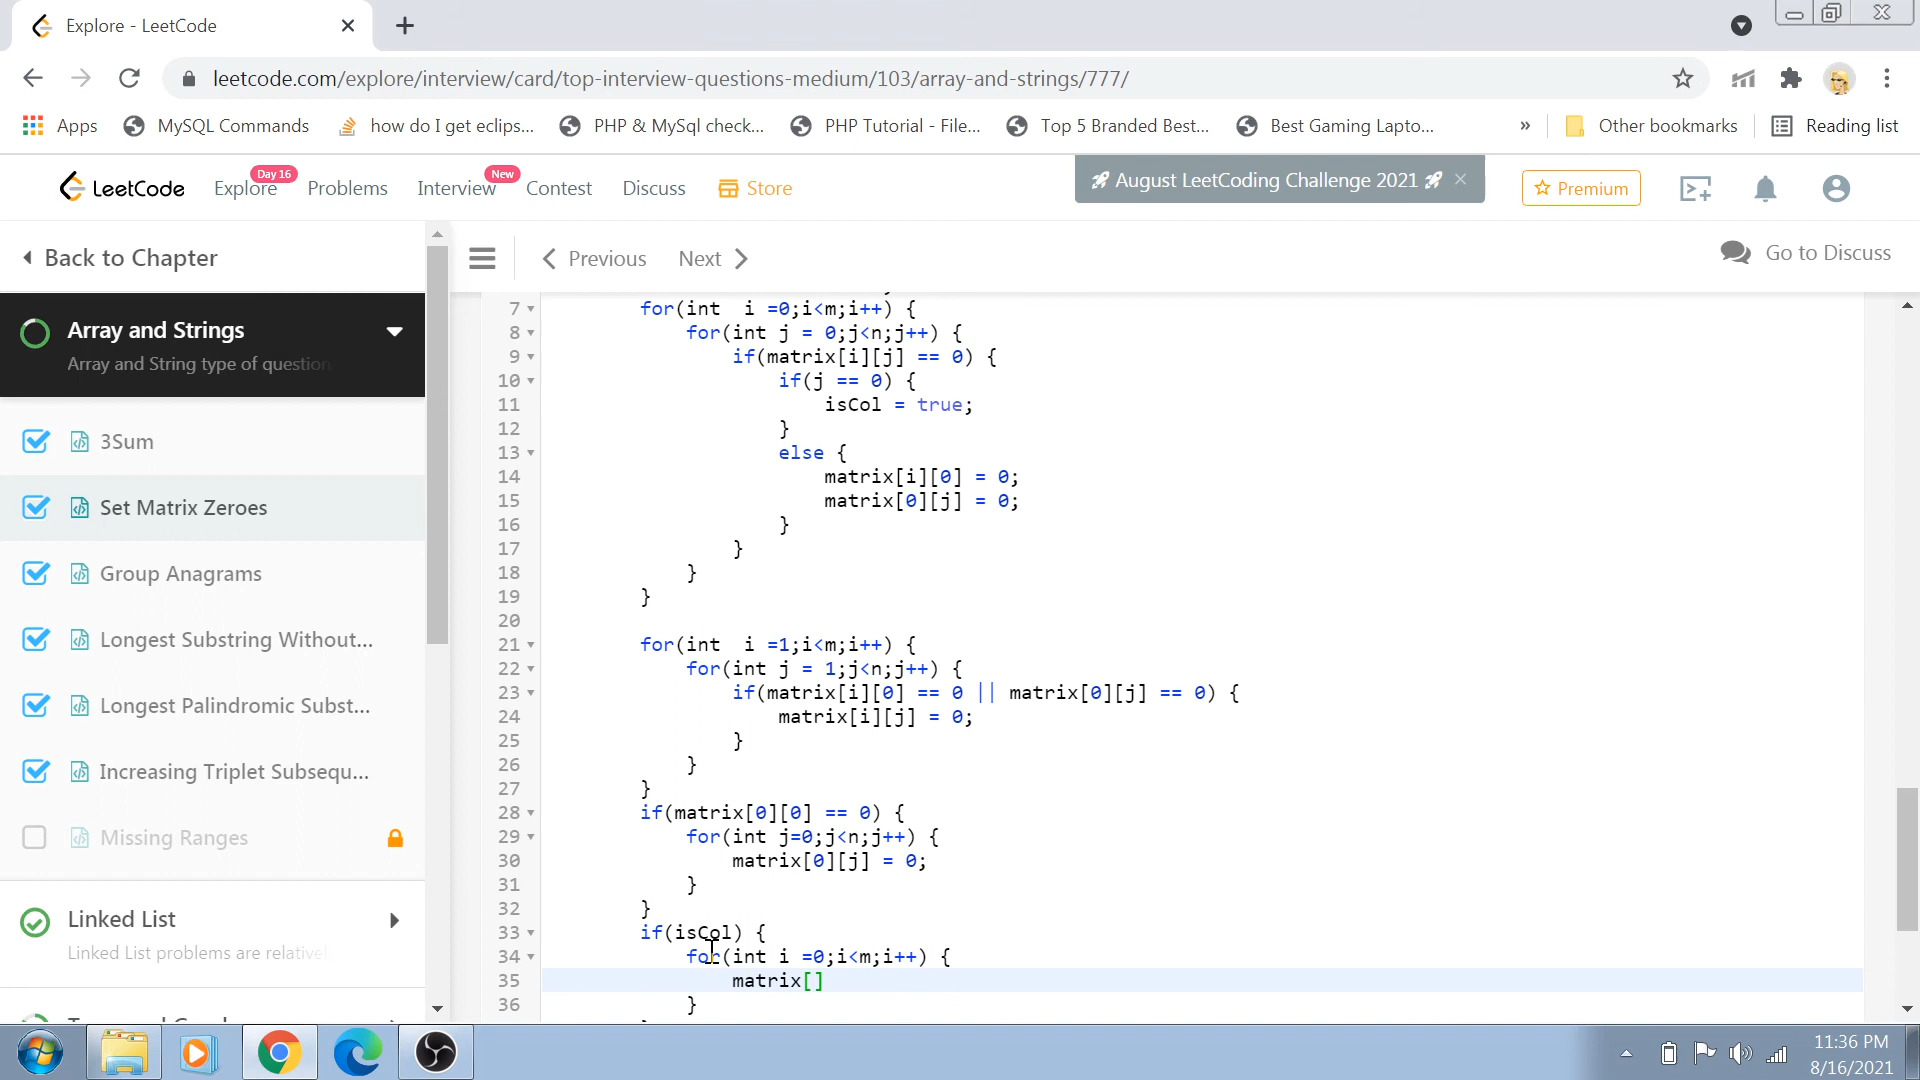 Explore - LeetCode
leetcode.com/explore/interview/card/top-interview-questions-medium/103/array-and-strings/777/
Apps MySQL Commands how do I get eclips... PHP & MySql check... PHP Tutorial - File... Top 5 Branded Best... Best Gaming Lapto... » Other bookmarks Reading list
LeetCode Explore Day 16 Problems Interview New Contest Discuss Store August LeetCoding Challenge 2021 Premium
Back to Chapter
Previous Next Go to Discuss
Array and Strings
Array and String type of question
3Sum
Set Matrix Zeroes
Group Anagrams
Longest Substring Without...
Longest Palindromic Subst...
Increasing Triplet Subsequ...
Missing Ranges
Linked List
Linked List problems are relative
7 for(int  i =0;i<m;i++) {
8 for(int j = 0;j<n;j++) {
9 if(matrix[i][j] == 0) {
10 if(j == 0) {
11 isCol = true;
12 }
13 else {
14 matrix[i][0] = 0;
15 matrix[0][j] = 0;
16 }
17 }
18 }
19 }
20
21 for(int  i =1;i<m;i++) {
22 for(int j = 1;j<n;j++) {
23 if(matrix[i][0] == 0 || matrix[0][j] == 0) {
24 matrix[i][j] = 0;
25 }
26 }
27 }
28 if(matrix[0][0] == 0) {
29 for(int j=0;j<n;j++) {
30 matrix[0][j] = 0;
31 }
32 }
33 if(isCol) {
34 for(int i =0;i<m;i++) {
35 matrix[]
36 }
11:36 PM
8/16/2021